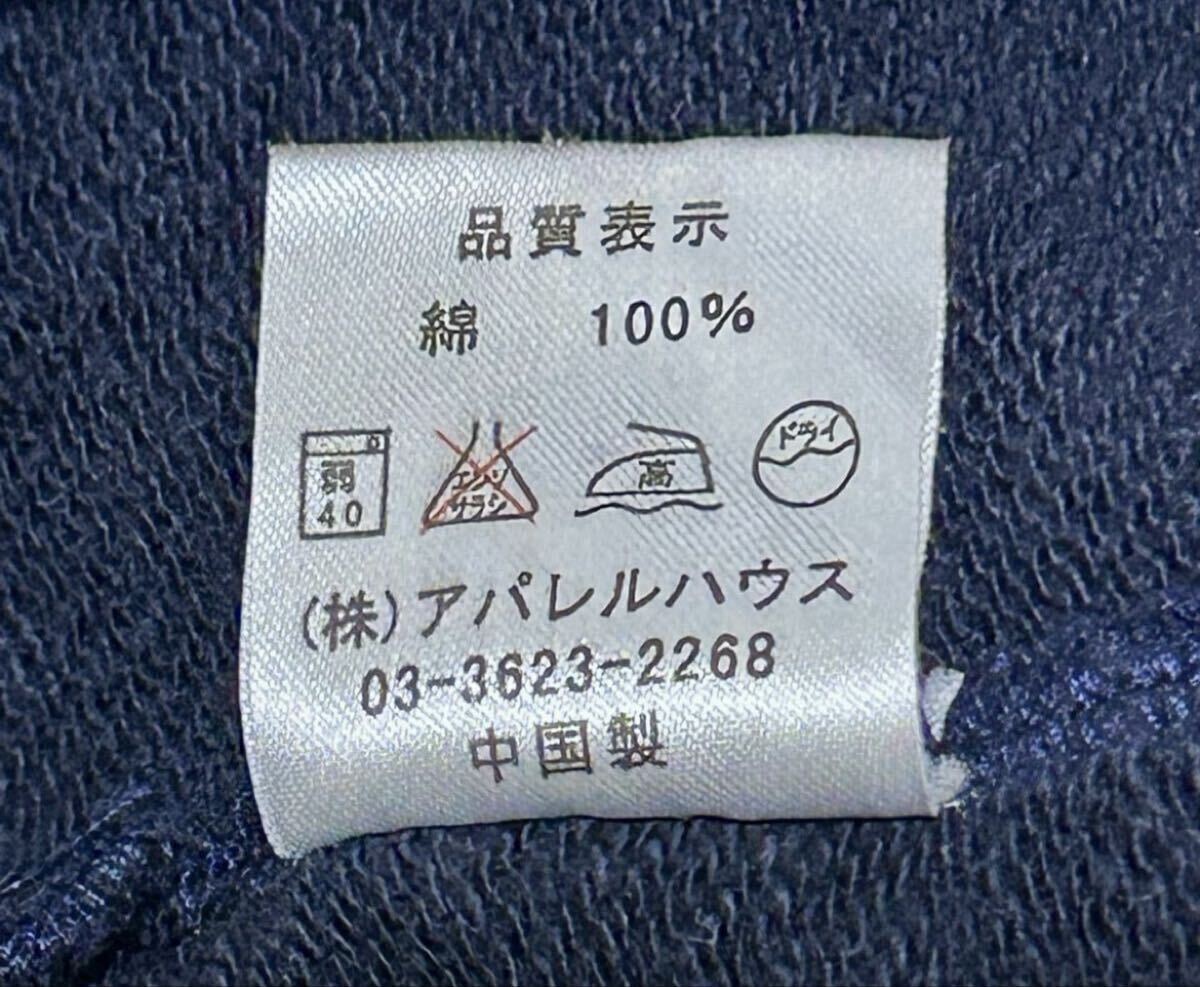 品質表示
綿 100%
弱 40 エンソサラシ 高 ドライ
(株)アパレルハウス
03-3623-2268
中国製